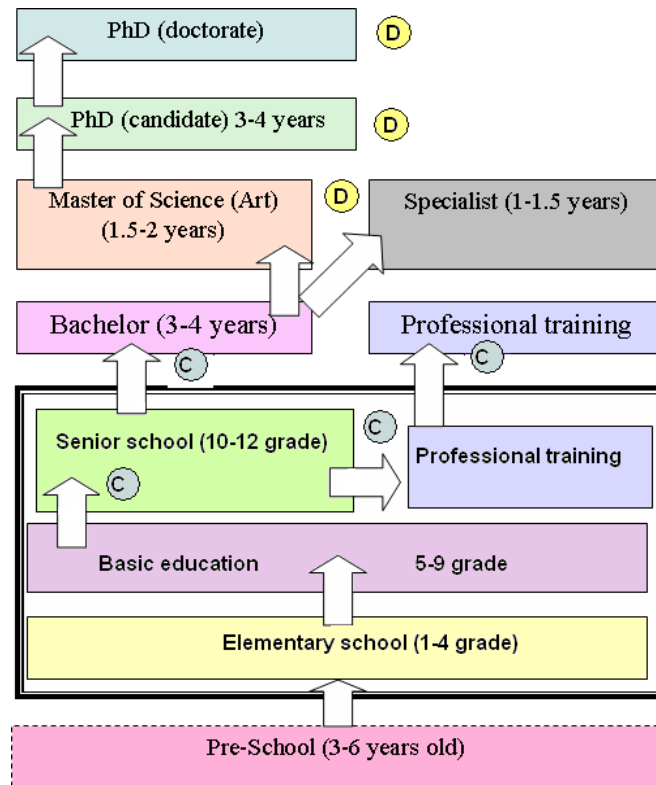 PhD (doctorate)
D
PhD (candidate) 3-4 years
D
Master of Science (Art)
(1.5-2 years)
D
Specialist (1-1.5 years)
Bachelor (3-4 years)
Professional training
C
C
Senior school (10-12 grade)
C
Professional training
C
Basic education 5-9 grade
Elementary school (1-4 grade)
Pre-School (3-6 years old)